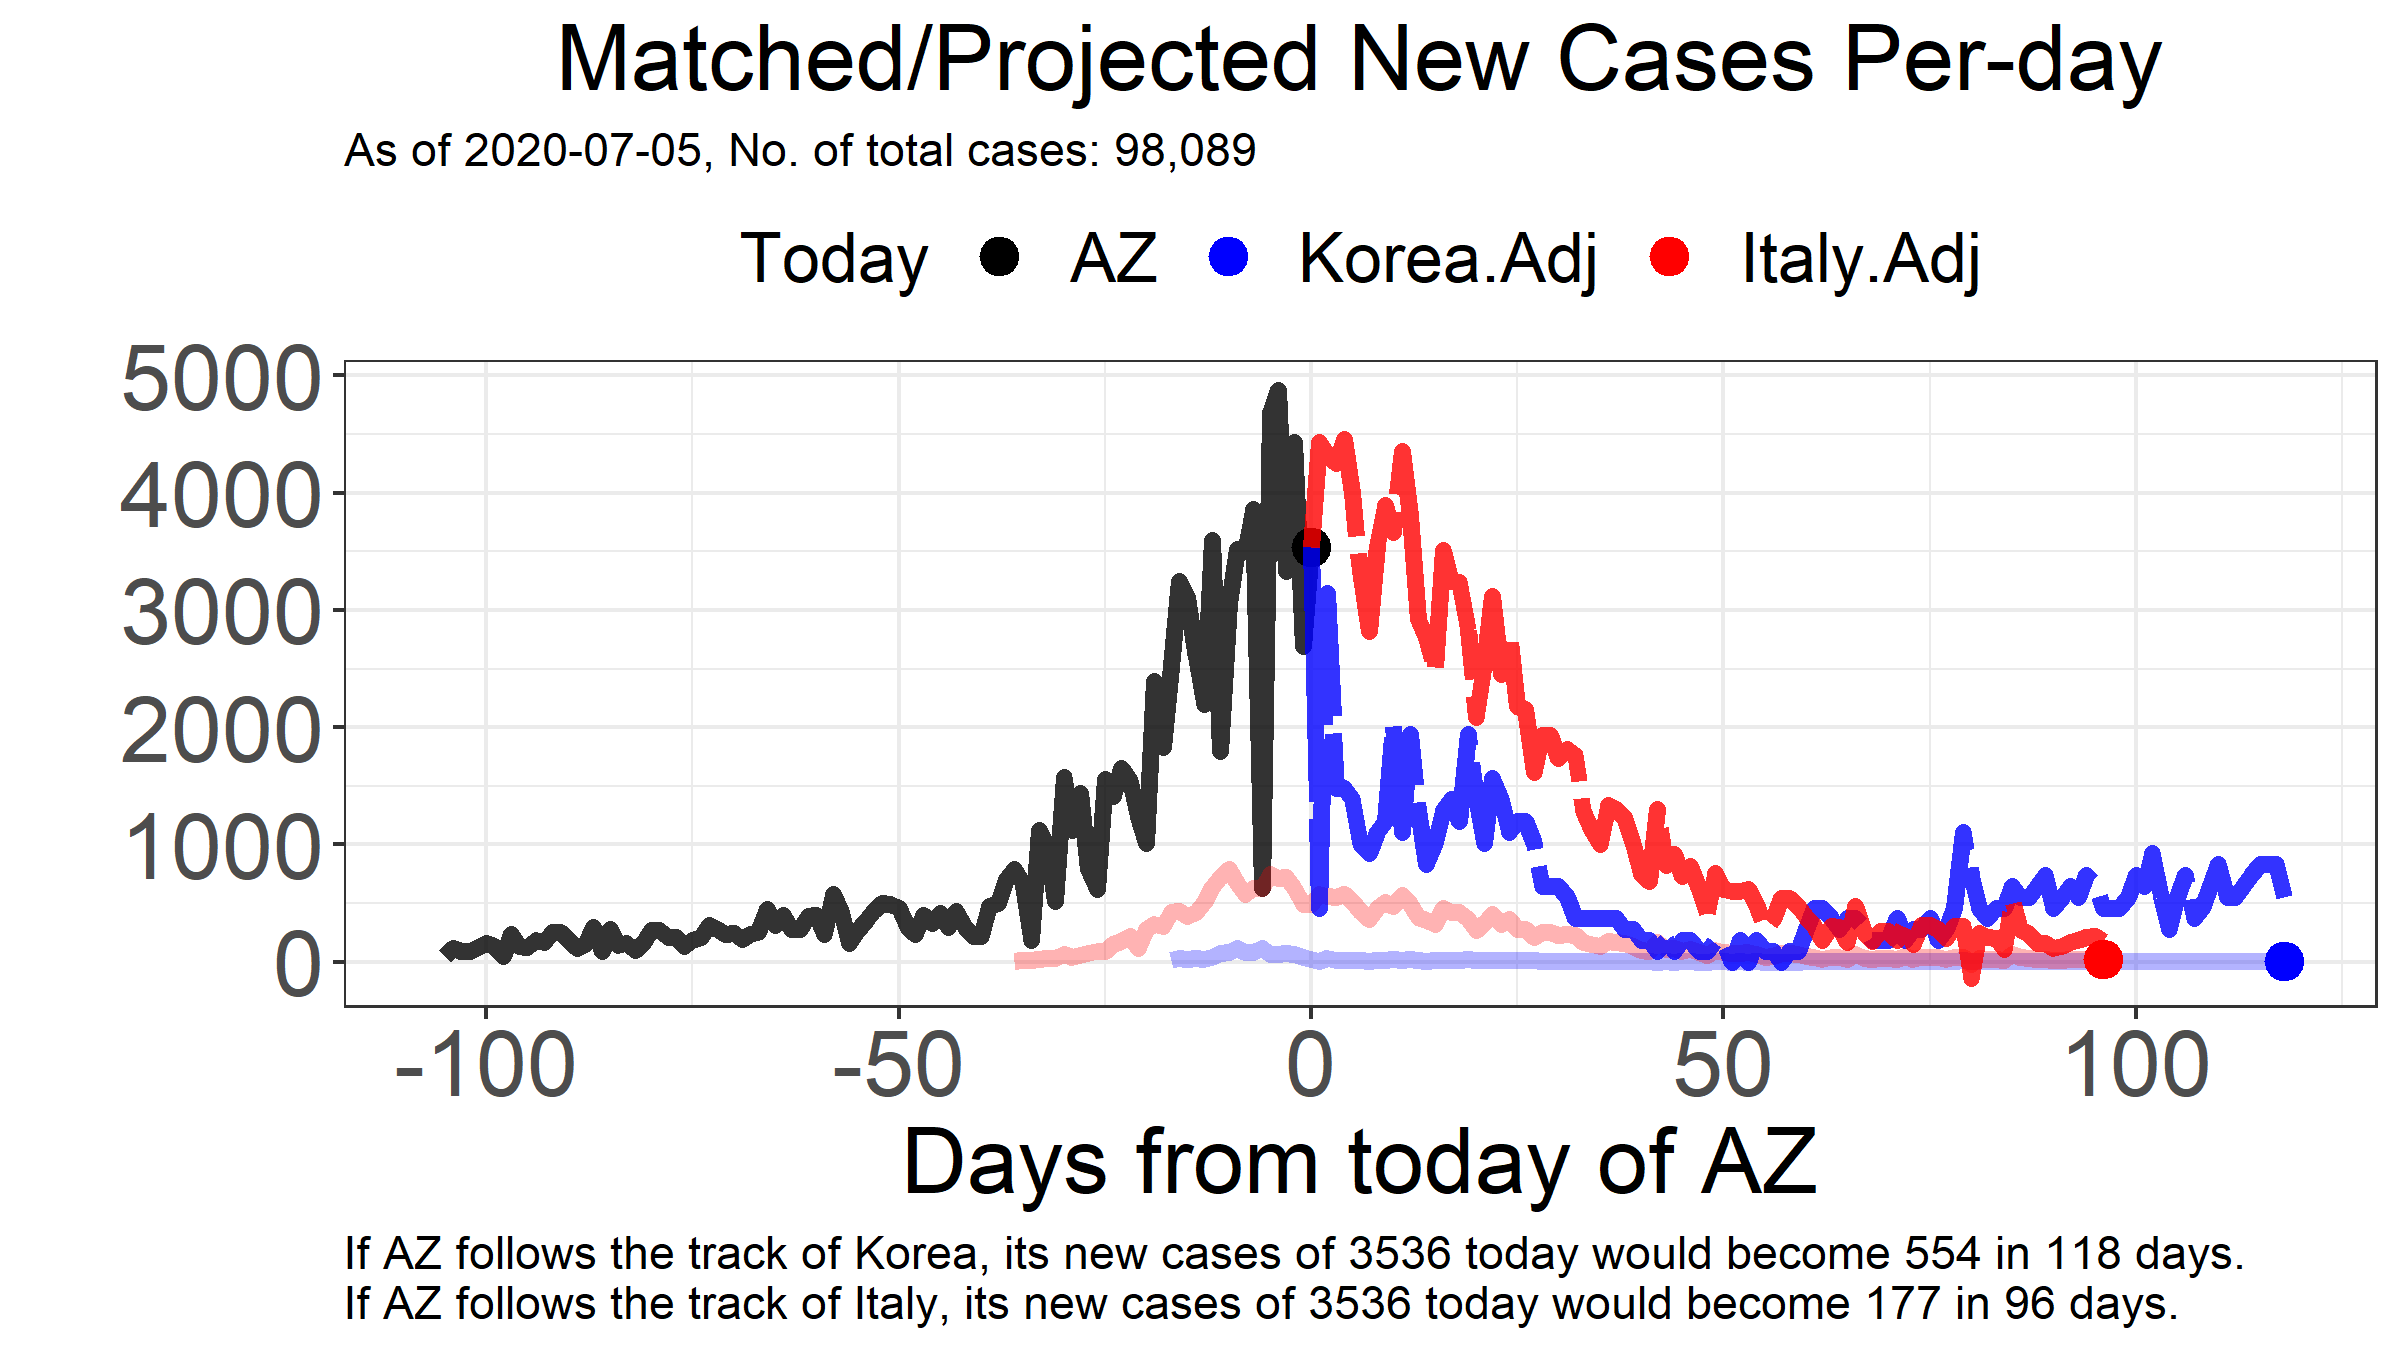 Matched/Projected New Cases Per-day
As of 2020-07-05, No. of total cases: 98,089
Today AZ Korea.Adj Italy.Adj
5000
4000
3000
2000
1000
0
-100 -50 0 50 100
Days from today of AZ
If AZ follows the track of Korea, its new cases of 3536 today would become 554 in 118 days.
If AZ follows the track of Italy, its new cases of 3536 today would become 177 in 96 days.